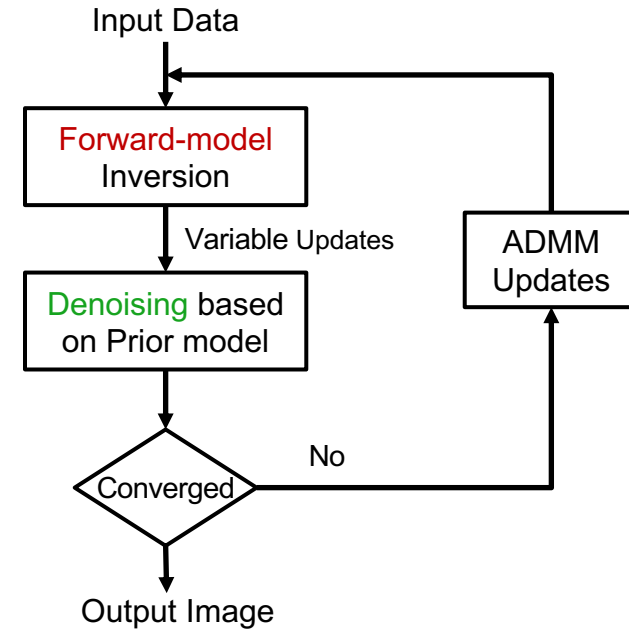 Input Data
Forward-model
Inversion
Variable Updates
ADMM
Updates
Denoising based
on Prior model
No
Converged
Output Image